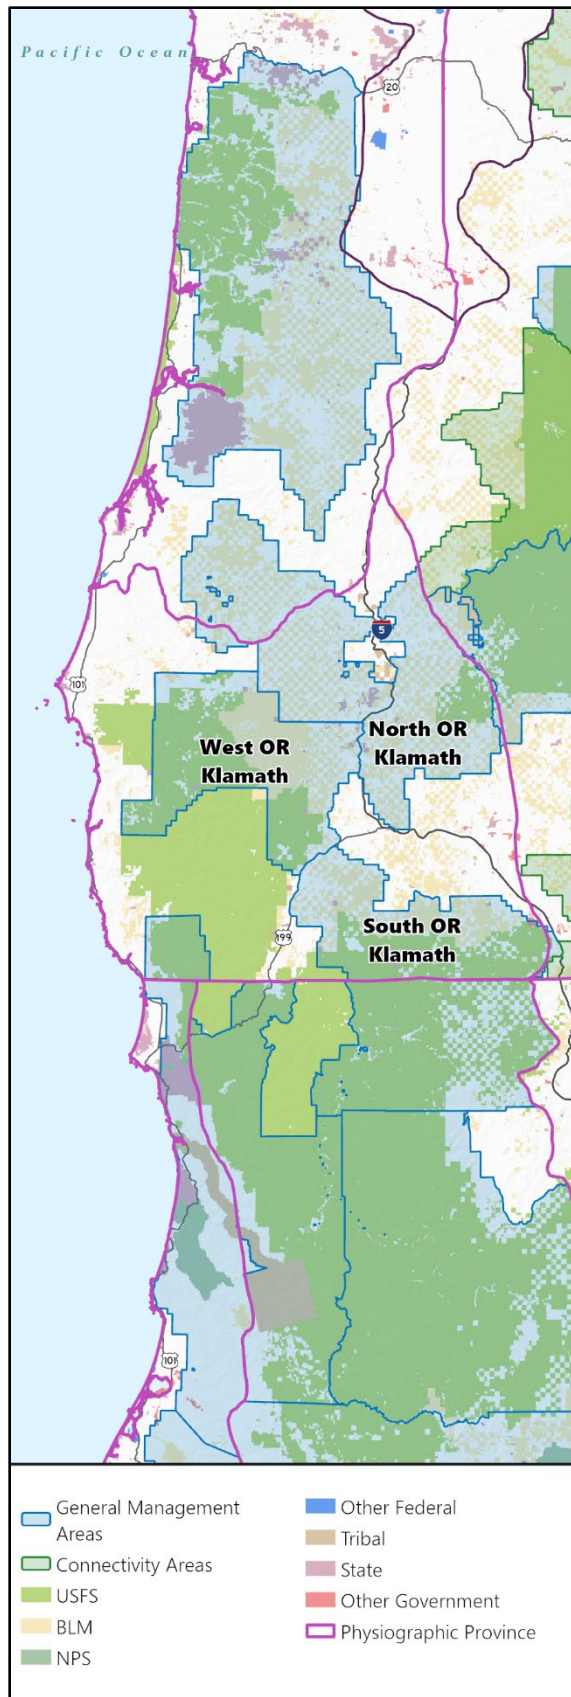 Pacific Ocean
20
5
101
West OR
Klamath
North OR
Klamath
South OR
Klamath
199
101
General Management
Areas
Connectivity Areas
USFS
BLM
NPS
Other Federal
Tribal
State
Other Government
Physiographic Province